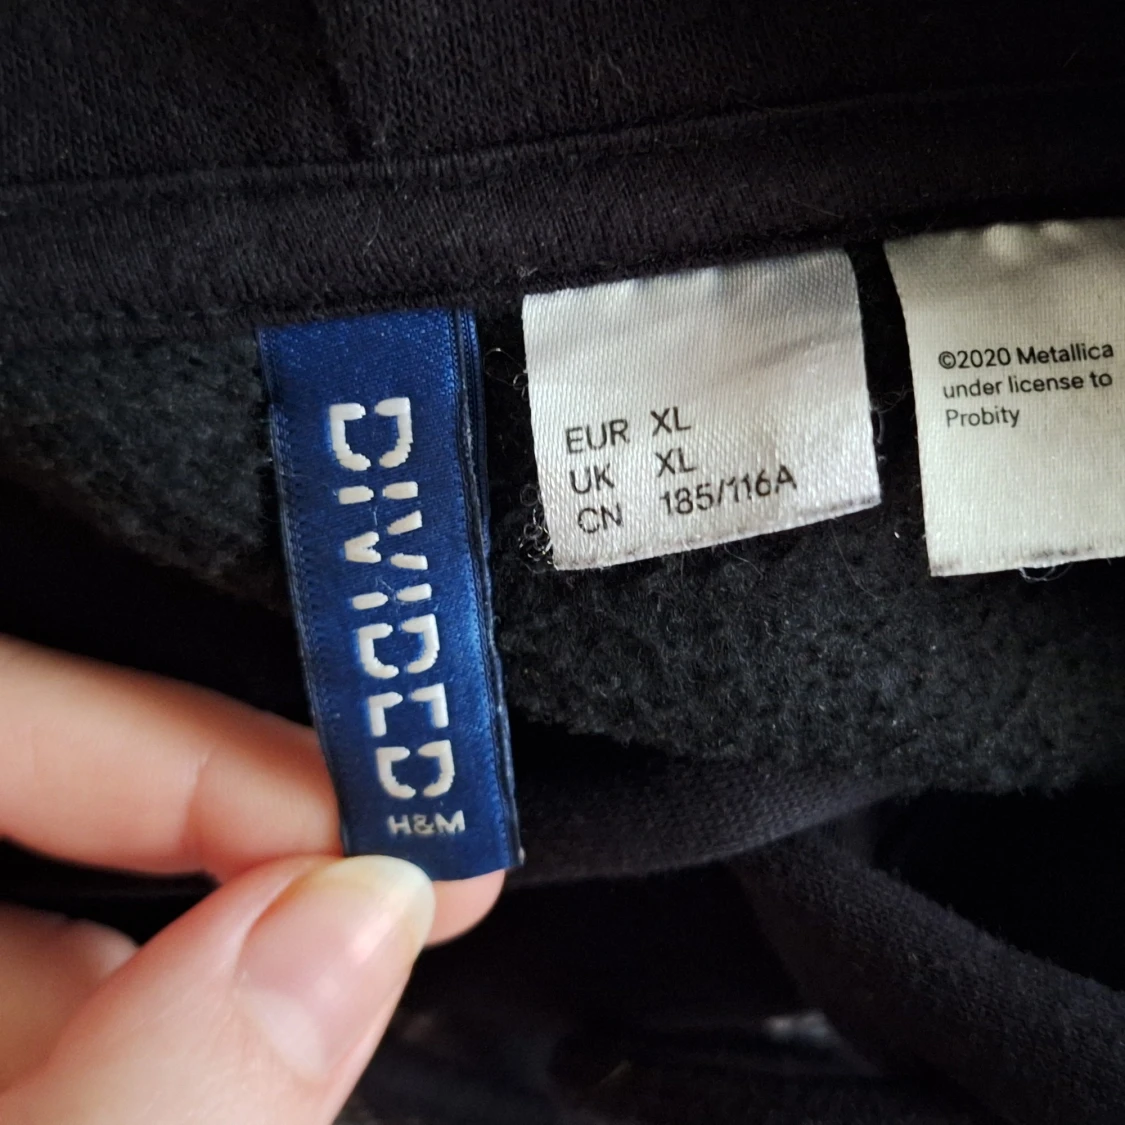 DIVIDED
H&M
EUR XL
UK XL
CN 185/116A
©2020 Metallica
under license to
Probity